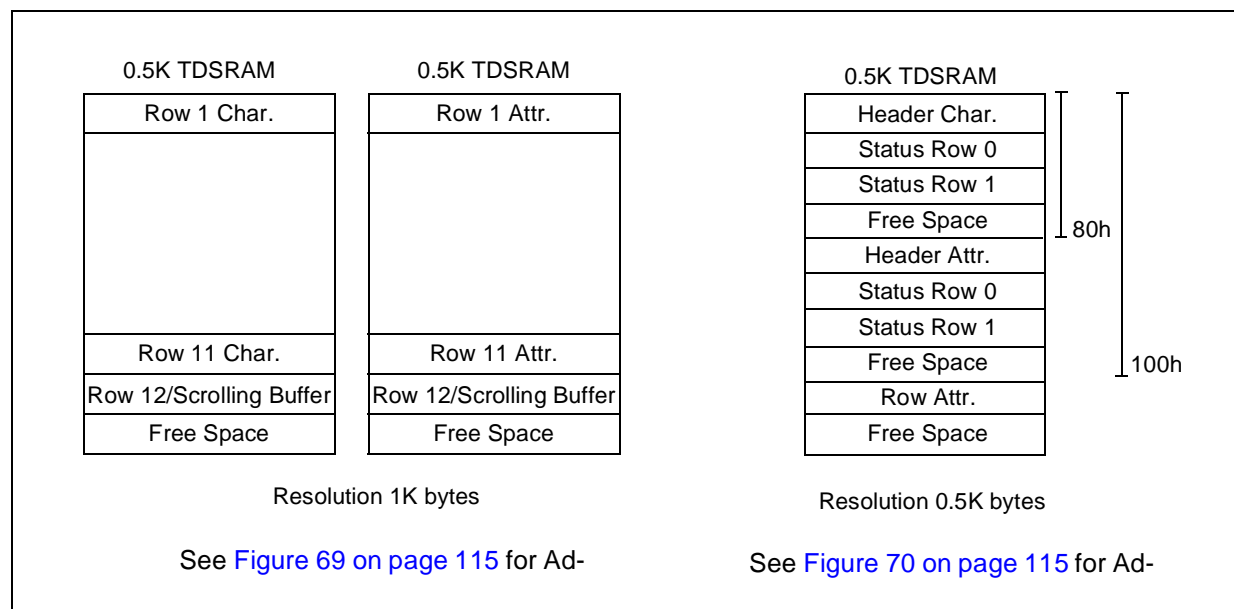 0.5K TDSRAM
Row 1 Char.
Row 11 Char.
Row 12/Scrolling Buffer
Free Space
0.5K TDSRAM
Row 1 Attr.
Row 11 Attr.
Row 12/Scrolling Buffer
Free Space
Resolution 1K bytes
See Figure 69 on page 115 for Ad-
0.5K TDSRAM
Header Char.
Status Row 0
Status Row 1
Free Space
80h
Header Attr.
Status Row 0
Status Row 1
Free Space
100h
Row Attr.
Free Space
Resolution 0.5K bytes
See Figure 70 on page 115 for Ad-